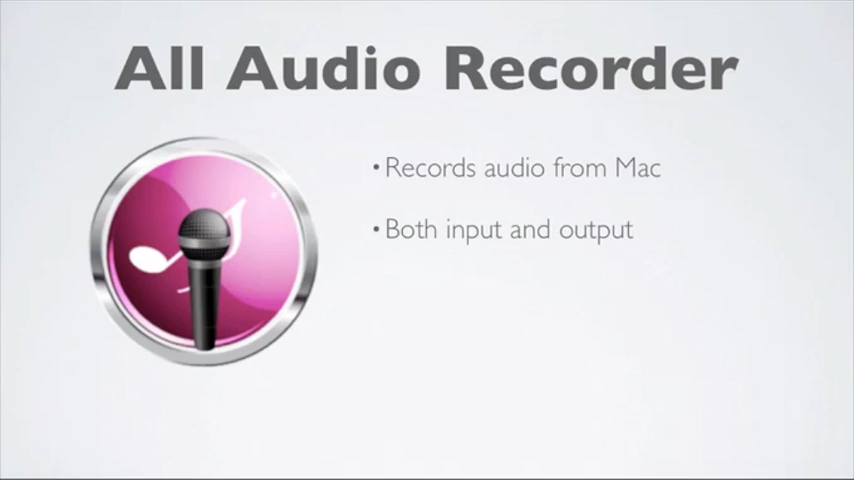 All Audio Recorder
•Records audio from Mac
•Both input and output